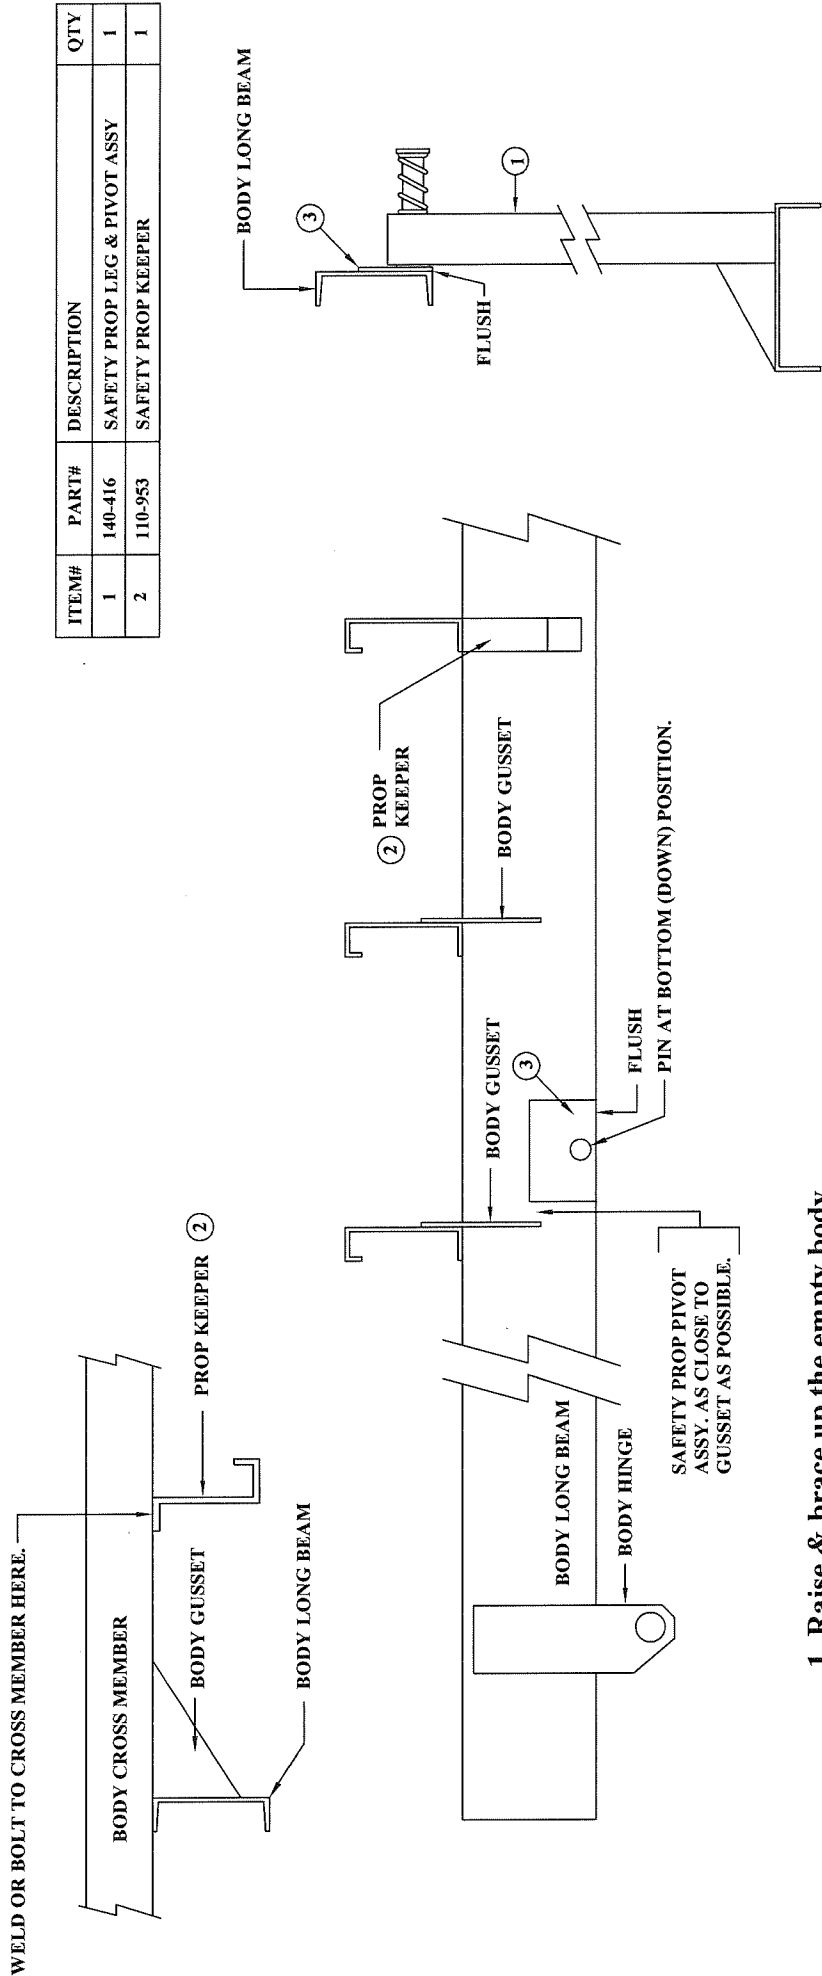 WELD OR BOLT TO CROSS MEMBER HERE.
BODY CROSS MEMBER
BODY GUSSET
PROP KEEPER 2
BODY LONG BEAM
ITEM# PART# DESCRIPTION QTY
1 140-416 SAFETY PROP LEG & PIVOT ASSY 1
2 110-953 SAFETY PROP KEEPER 1
BODY LONG BEAM
3
FLUSH
1
2 PROP
KEEPER
BODY GUSSET
BODY GUSSET
3
FLUSH
PIN AT BOTTOM (DOWN) POSITION.
BODY LONG BEAM
BODY HINGE
SAFETY PROP PIVOT
ASSY. AS CLOSE TO
GUSSET AS POSSIBLE.
1. Raise & brace up the empty body